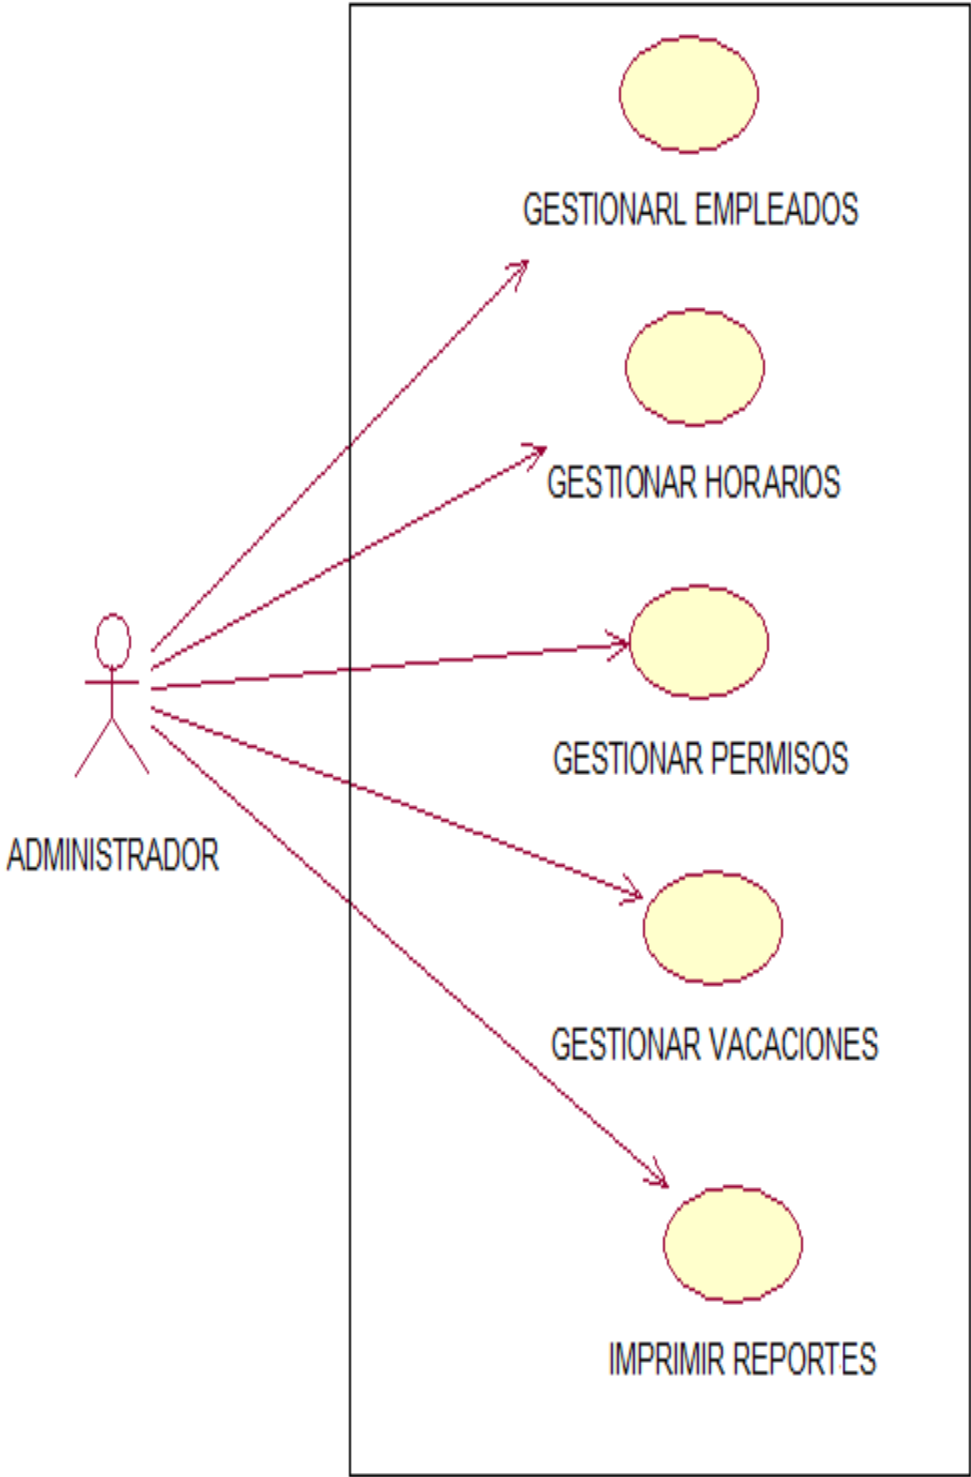 GESTIONARL EMPLEADOS
GESTIONAR HORARIOS
GESTIONAR PERMISOS
ADMINISTRADOR
GESTIONAR VACACIONES
IMPRIMIR REPORTES